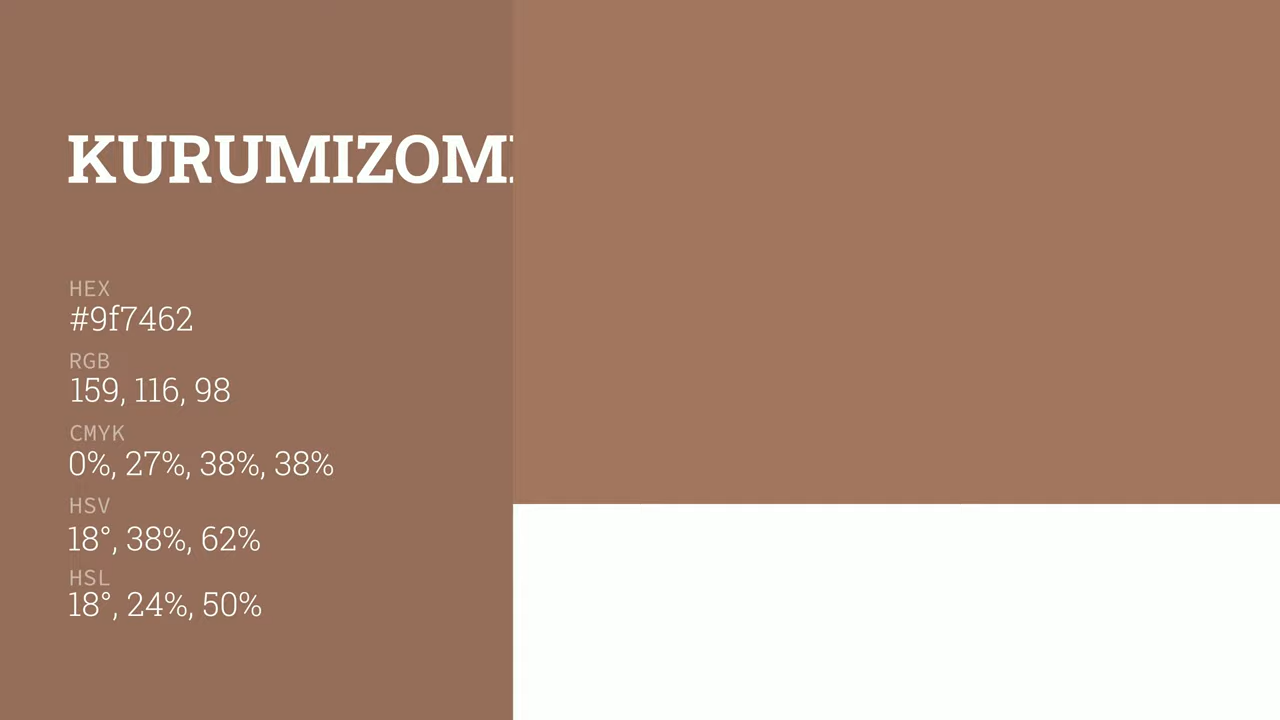 KURUMIZOM
HEX
#9f7462
RGB
159, 116, 98
CMYK
0%, 27%, 38%, 38%
HSV
18°, 38%, 62%
HSL
18°, 24%, 50%